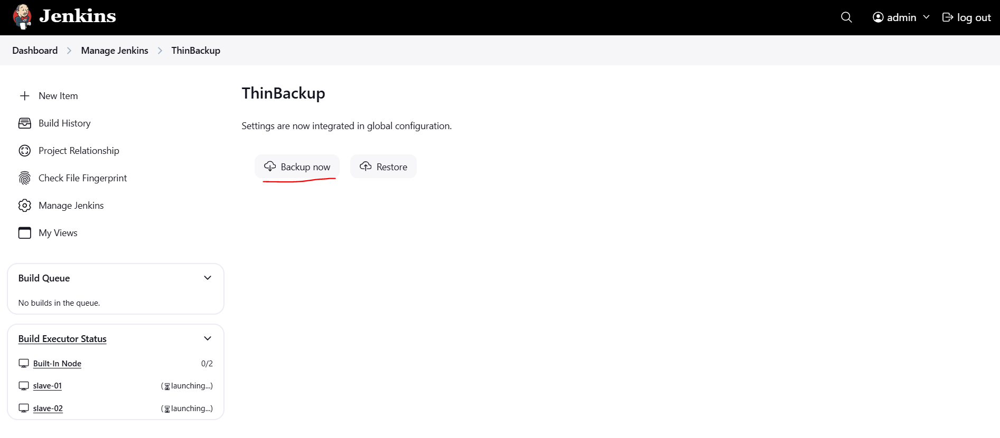 Jenkins
admin
log out
Dashboard
Manage Jenkins
ThinBackup
New Item
Build History
Project Relationship
Check File Fingerprint
Manage Jenkins
My Views
Build Queue
No builds in the queue.
Build Executor Status
Built-In Node 0/2
slave-01 (launching...)
slave-02 (launching...)
ThinBackup
Settings are now integrated in global configuration.
Backup now
Restore